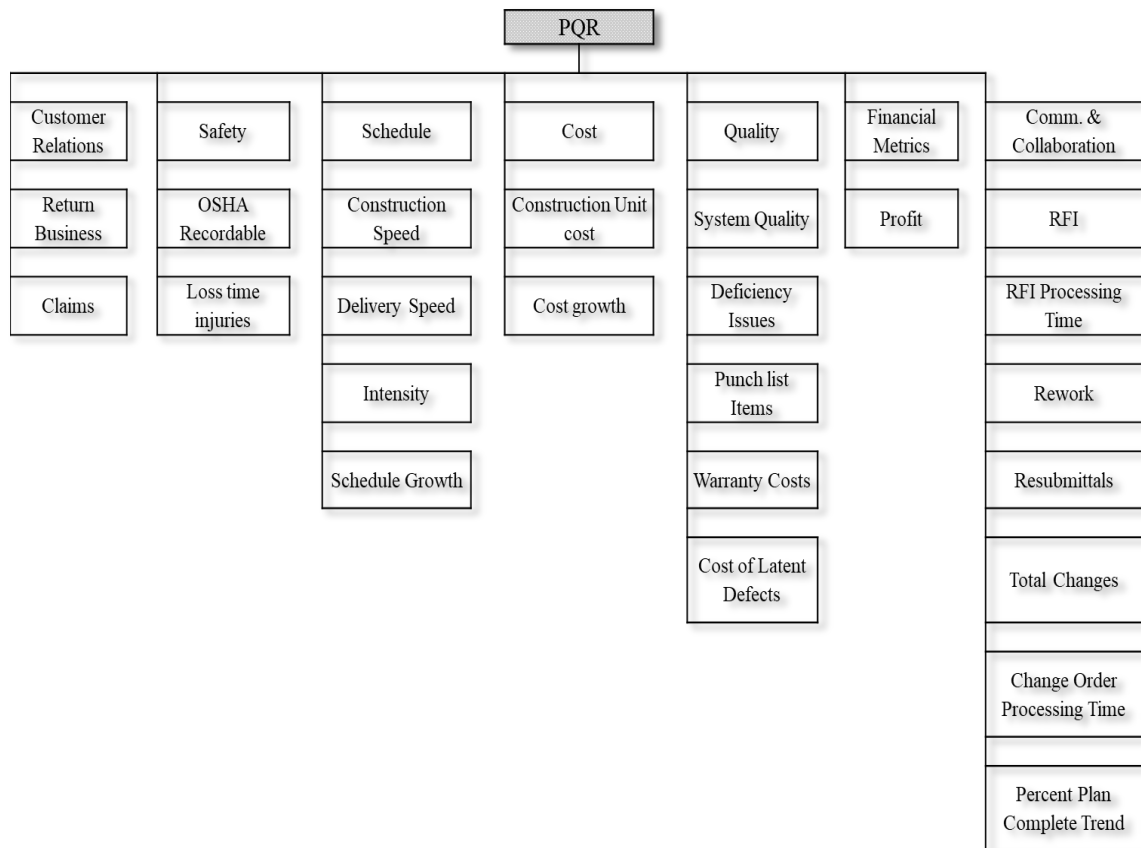 PQR
Customer
Relations
Return
Business
Claims
Safety
OSHA
Recordable
Loss time
injuries
Schedule
Construction
Speed
Delivery Speed
Intensity
Schedule Growth
Cost
Construction Unit
cost
Cost growth
Quality
System Quality
Deficiency
Issues
Punch list
Items
Warranty Costs
Cost of Latent
Defects
Financial
Metrics
Profit
Comm. &
Collaboration
RFI
RFI Processing
Time
Rework
Resubmittals
Total Changes
Change Order
Processing Time
Percent Plan
Complete Trend